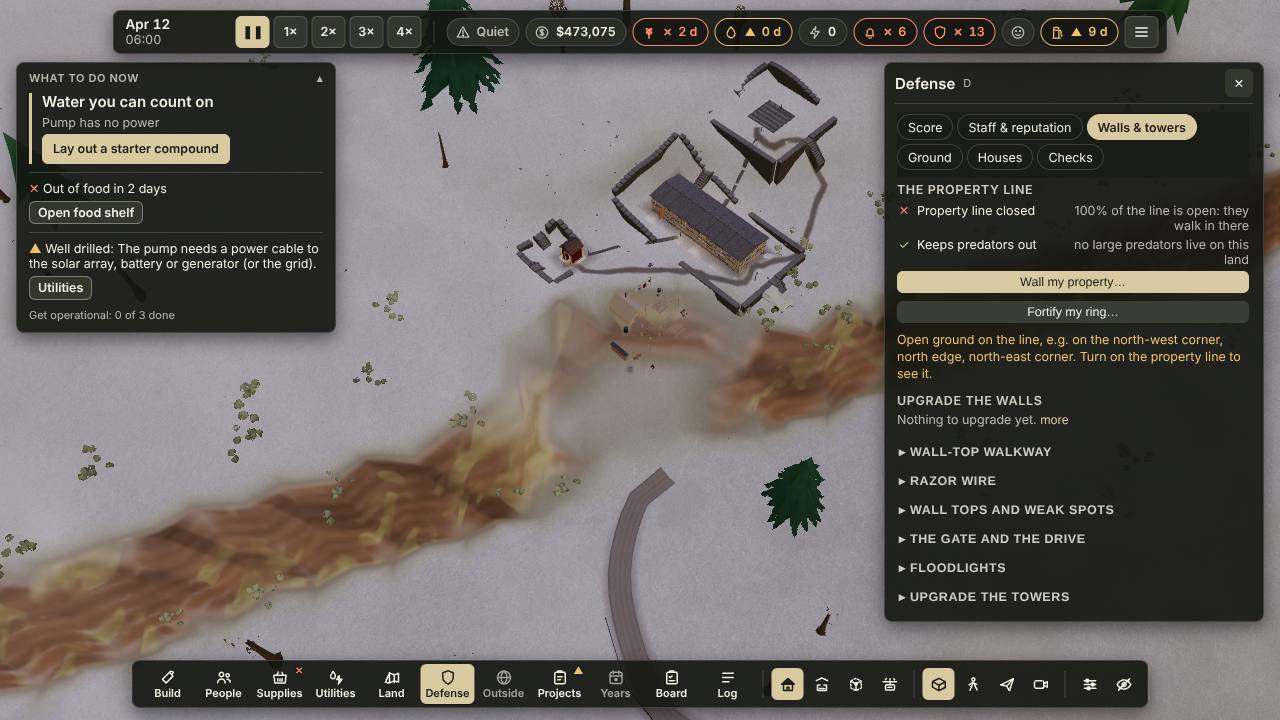 Apr 12
06:00
1×
2×
3×
4×
Quiet
$473,075
× 2 d
0 d
0
× 6
× 13
9 d
WHAT TO DO NOW
Water you can count on
Pump has no power
Lay out a starter compound
× Out of food in 2 days
Open food shelf
Well drilled: The pump needs a power cable to
the solar array, battery or generator (or the grid).
Utilities
Get operational: 0 of 3 done
Defense D
Score
Staff & reputation
Walls & towers
Ground
Houses
Checks
THE PROPERTY LINE
× Property line closed 100% of the line is open: they
walk in there
✓ Keeps predators out no large predators live on this
land
Wall my property…
Fortify my ring…
Open ground on the line, e.g. on the north-west corner,
north edge, north-east corner. Turn on the property line to
see it.
UPGRADE THE WALLS
Nothing to upgrade yet. more
WALL-TOP WALKWAY
RAZOR WIRE
WALL TOPS AND WEAK SPOTS
THE GATE AND THE DRIVE
FLOODLIGHTS
UPGRADE THE TOWERS
Build
People
Supplies
Utilities
Land
Defense
Outside
Projects
Years
Board
Log